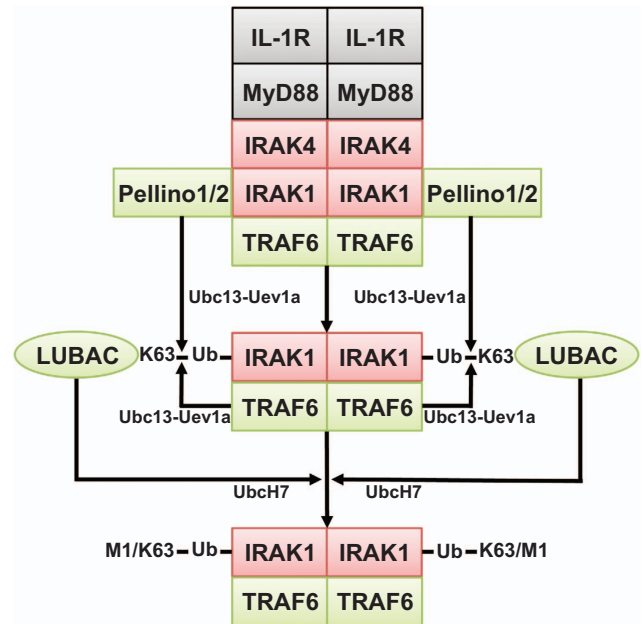 IL-1R IL-1R
MyD88 MyD88
IRAK4 IRAK4
Pellino1/2 IRAK1 IRAK1 Pellino1/2
TRAF6 TRAF6
Ubc13-Uev1a Ubc13-Uev1a
LUBAC K63 Ub IRAK1 IRAK1 Ub K63 LUBAC
TRAF6 TRAF6
Ubc13-Uev1a Ubc13-Uev1a
UbcH7 UbcH7
M1/K63 Ub IRAK1 IRAK1 Ub K63/M1
TRAF6 TRAF6